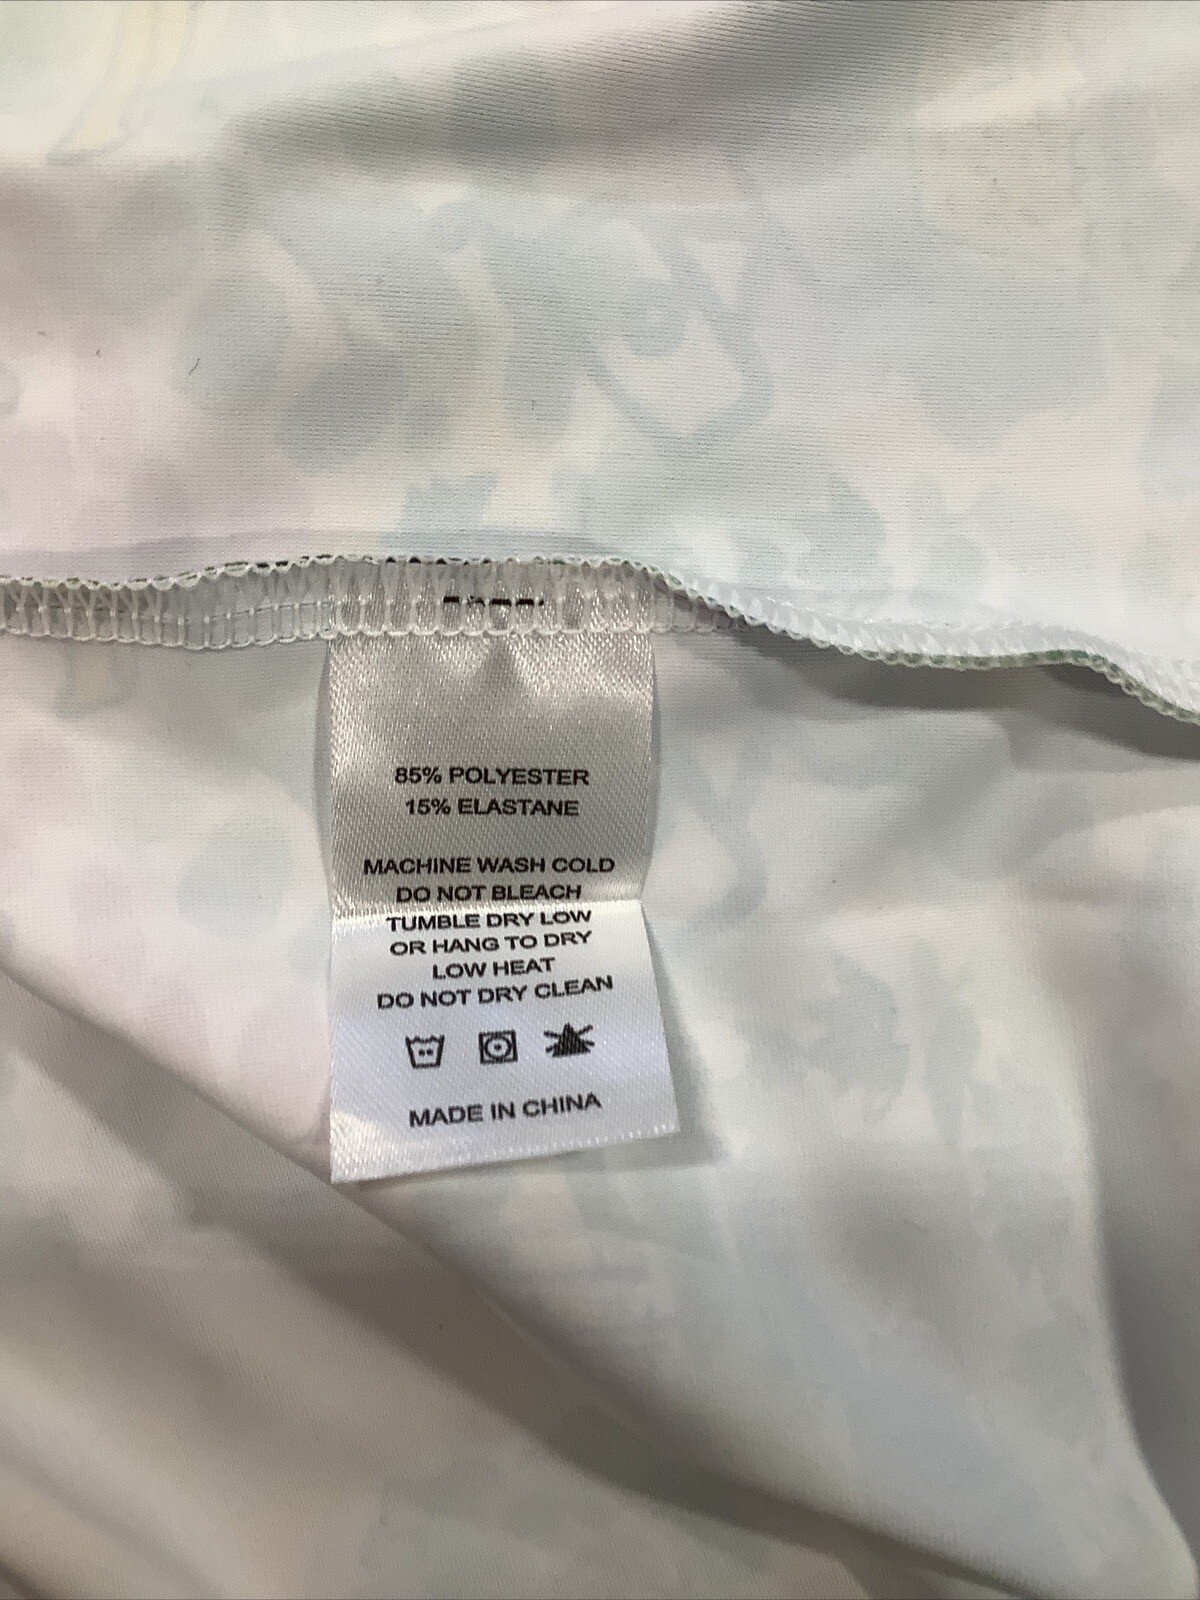 85% POLYESTER
15% ELASTANE
MACHINE WASH COLD
DO NOT BLEACH
TUMBLE DRY LOW
OR HANG TO DRY
LOW HEAT
DO NOT DRY CLEAN
MADE IN CHINA